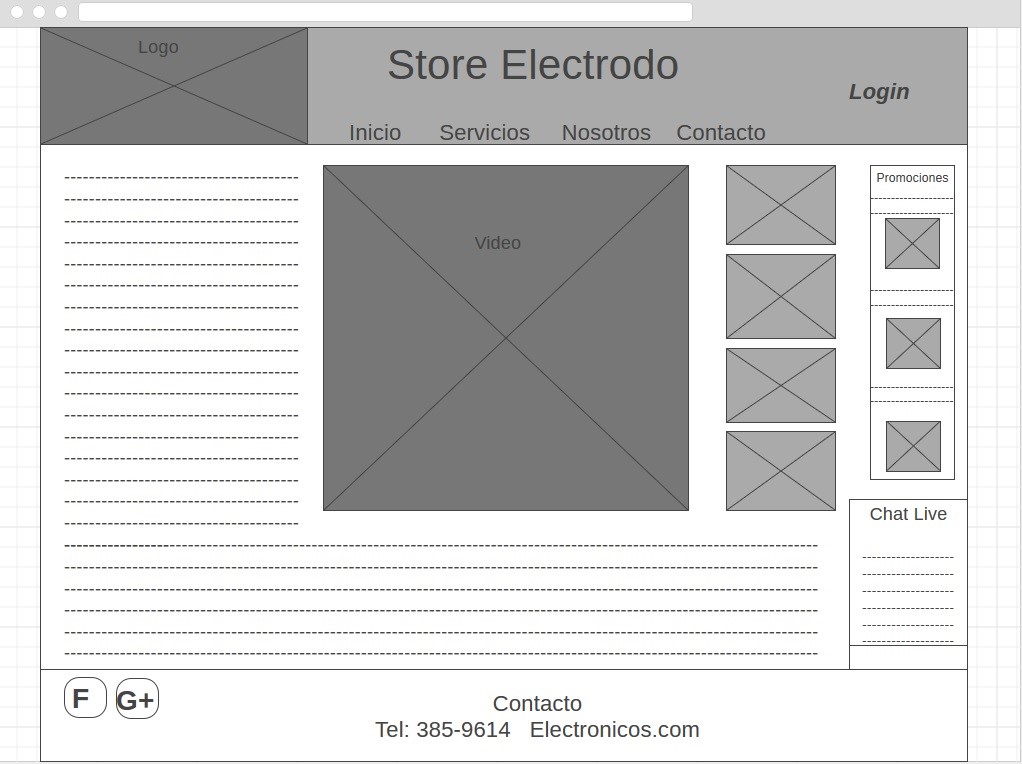 Logo
Store Electrodo
Login
Inicio Servicios Nosotros Contacto
Video
Promociones
Chat Live
F G+
Contacto
Tel: 385-9614 Electronicos.com